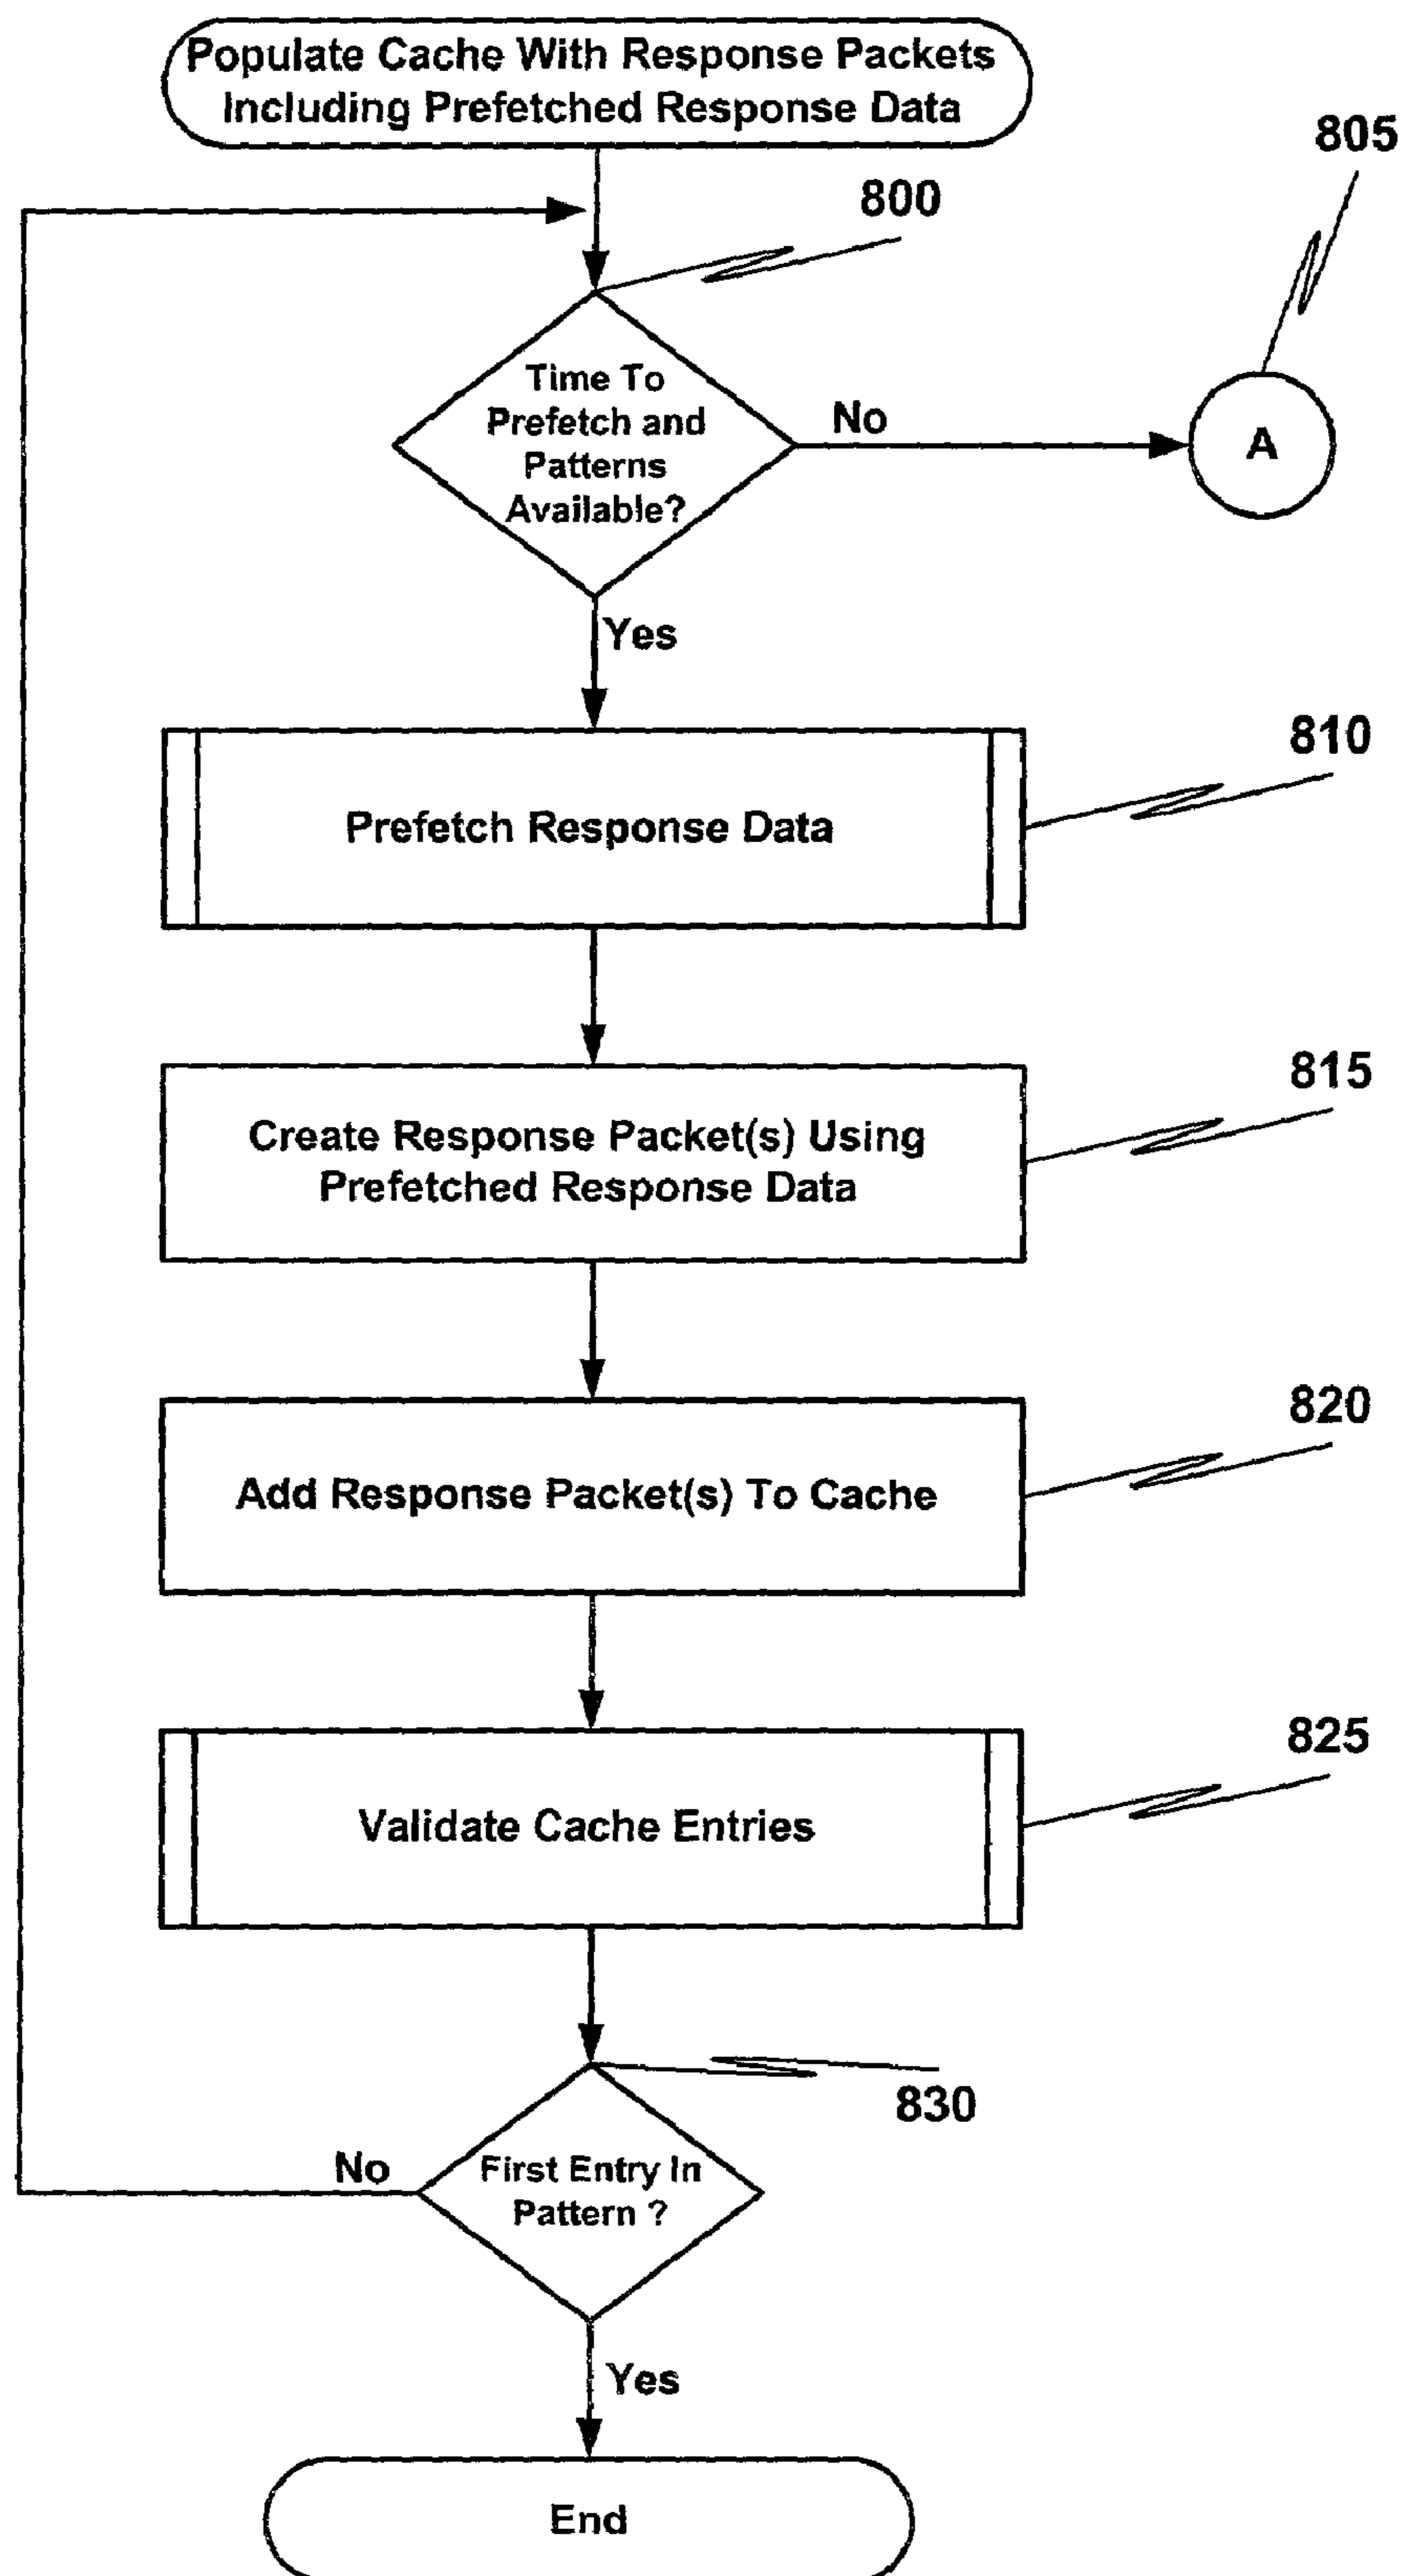 Populate Cache With Response Packets
Including Prefetched Response Data
805
800
Time To
Prefetch and
Patterns
Available?
No
A
Yes
810
Prefetch Response Data
815
Create Response Packet(s) Using
Prefetched Response Data
820
Add Response Packet(s) To Cache
825
Validate Cache Entries
830
No
First Entry In
Pattern ?
Yes
End